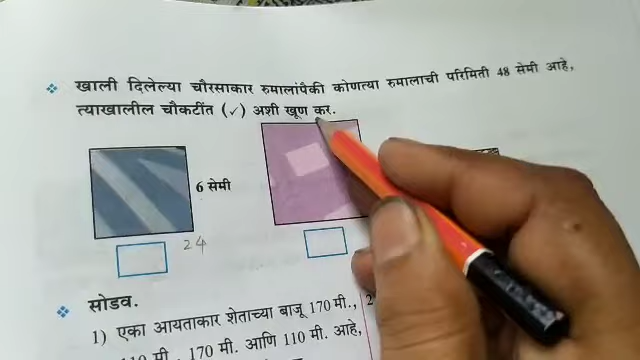 खाली दिलेल्या चौरसाकार रुमालांपैकी कोणत्या रुमालाची परिमिती 48 सेमी आहे,
त्याखालील चौकटींत (✓) अशी खूण कर.
6 सेमी
24
सोडव.
1) एका आयताकार शेताच्या बाजू 170 मी., 2
110 मी., 170 मी. आणि 110 मी. आहे,